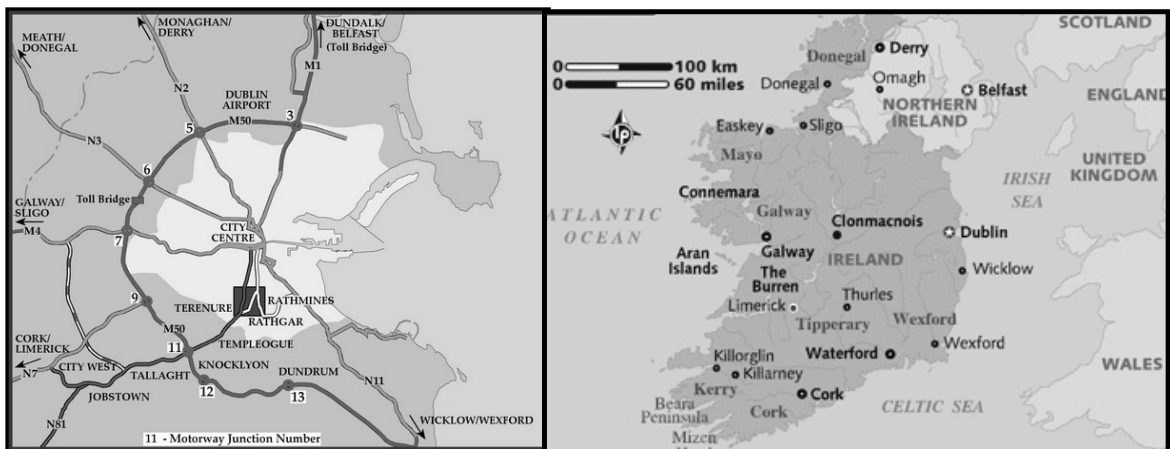 MEATH/
DONEGAL
MONAGHAN/
DERRY
DUNDALK/
BELFAST
(Toll Bridge)
M1
N2
DUBLIN
AIRPORT
M50
3
5
N3
6
Toll Bridge
GALWAY/
SLIGO
M4
7
CITY
CENTRE
9
TERENURE
RATHMINES
RATHGAR
M50
CORK/
LIMERICK
TEMPLEOGUE
11
N7
CITY WEST
KNOCKLYON
TALLAGHT
DUNDRUM
N11
JOBSTOWN
12
13
WICKLOW/WEXFORD
N81
11 - Motorway Junction Number
SCOTLAND
Donegal
Derry
0 100 km
0 60 miles
Donegal
Omagh
Belfast
ENGLAND
NORTHERN
IRELAND
Easkey
Sligo
Mayo
UNITED
KINGDOM
IRISH
SEA
Connemara
Galway
Clonmacnois
ATLANTIC
OCEAN
Dublin
Galway
Aran
Islands
IRELAND
The
Burren
Wicklow
Limerick
Thurles
Tipperary
Wexford
Wexford
Waterford
Killorglin
Killarney
WALES
Kerry
Cork
Beara
Peninsula
Cork
CELTIC SEA
Mizen